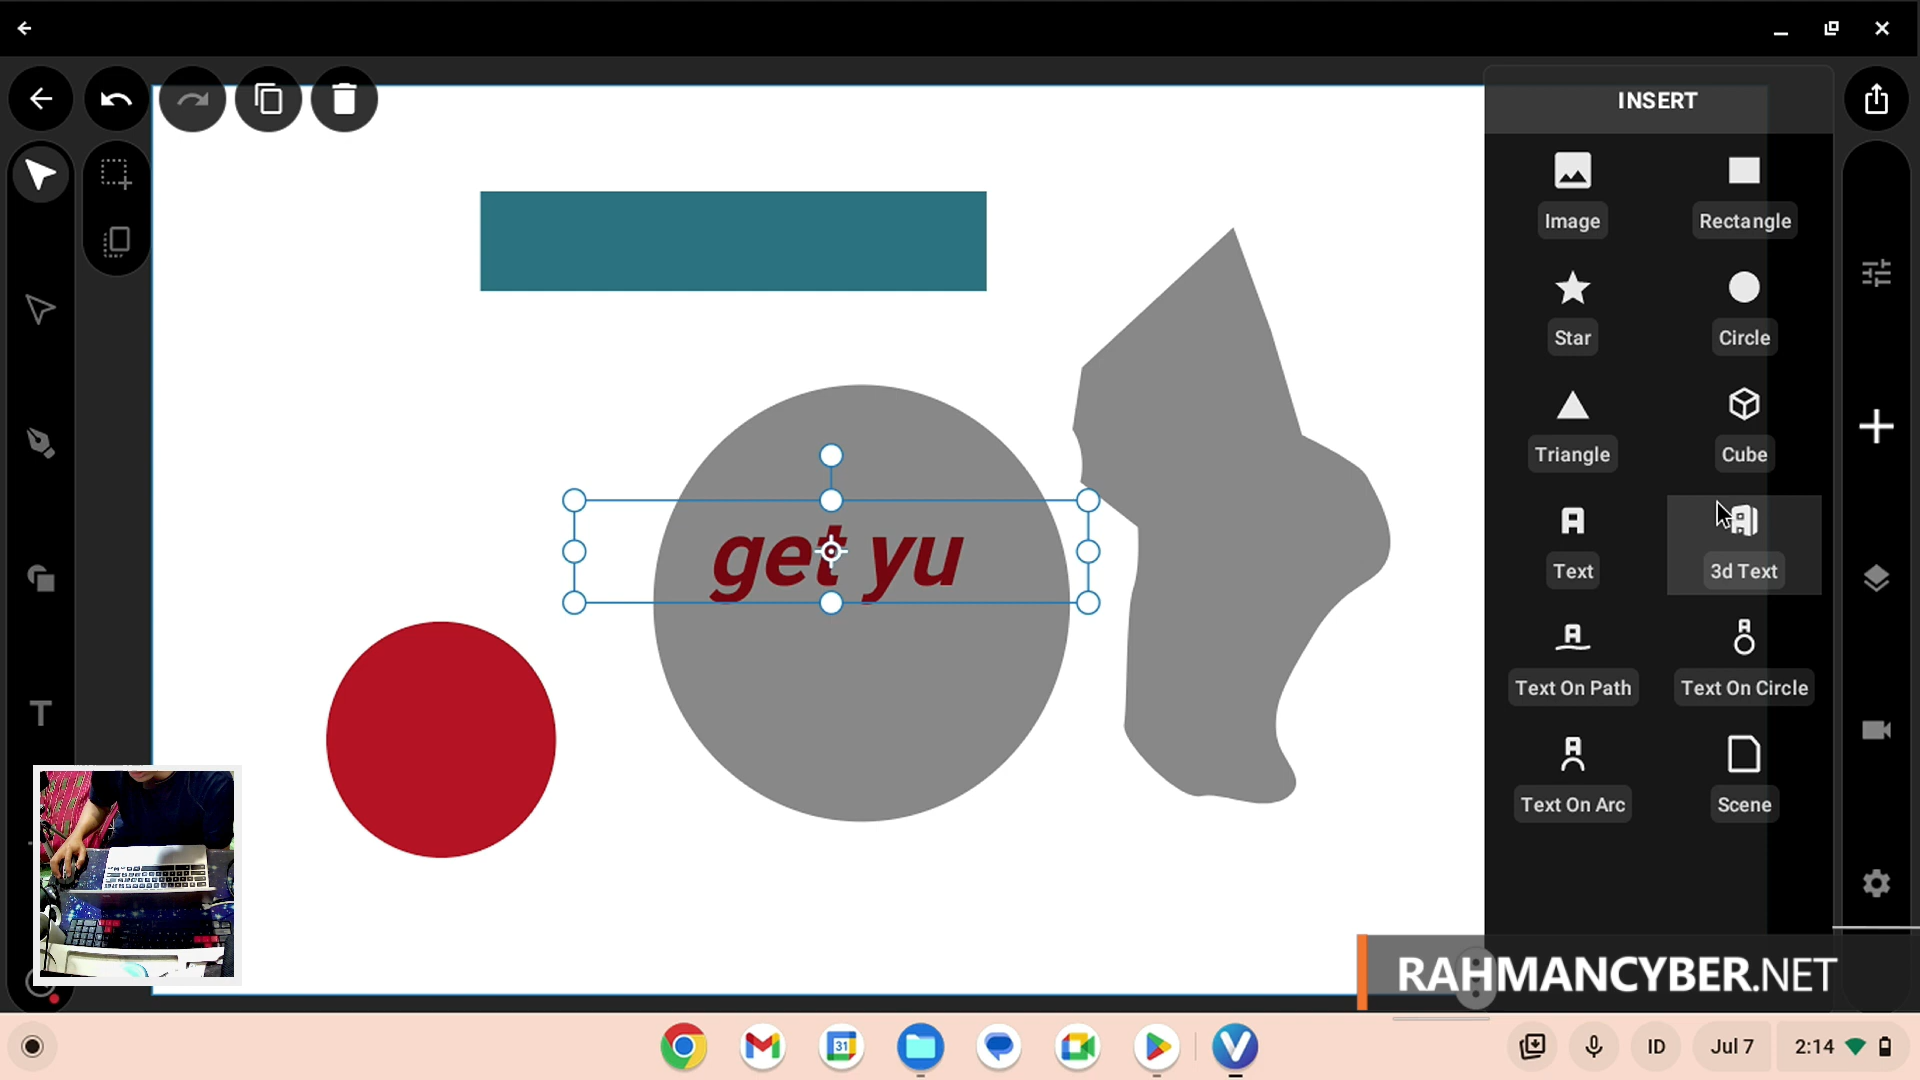 INSERT
Image
Rectangle
Star
Circle
Triangle
Cube
Text
3d Text
Text On Path
Text On Circle
Text On Arc
Scene
get yu
T
RAHMANCYBER.NET
31
ID
Jul 7
2:14